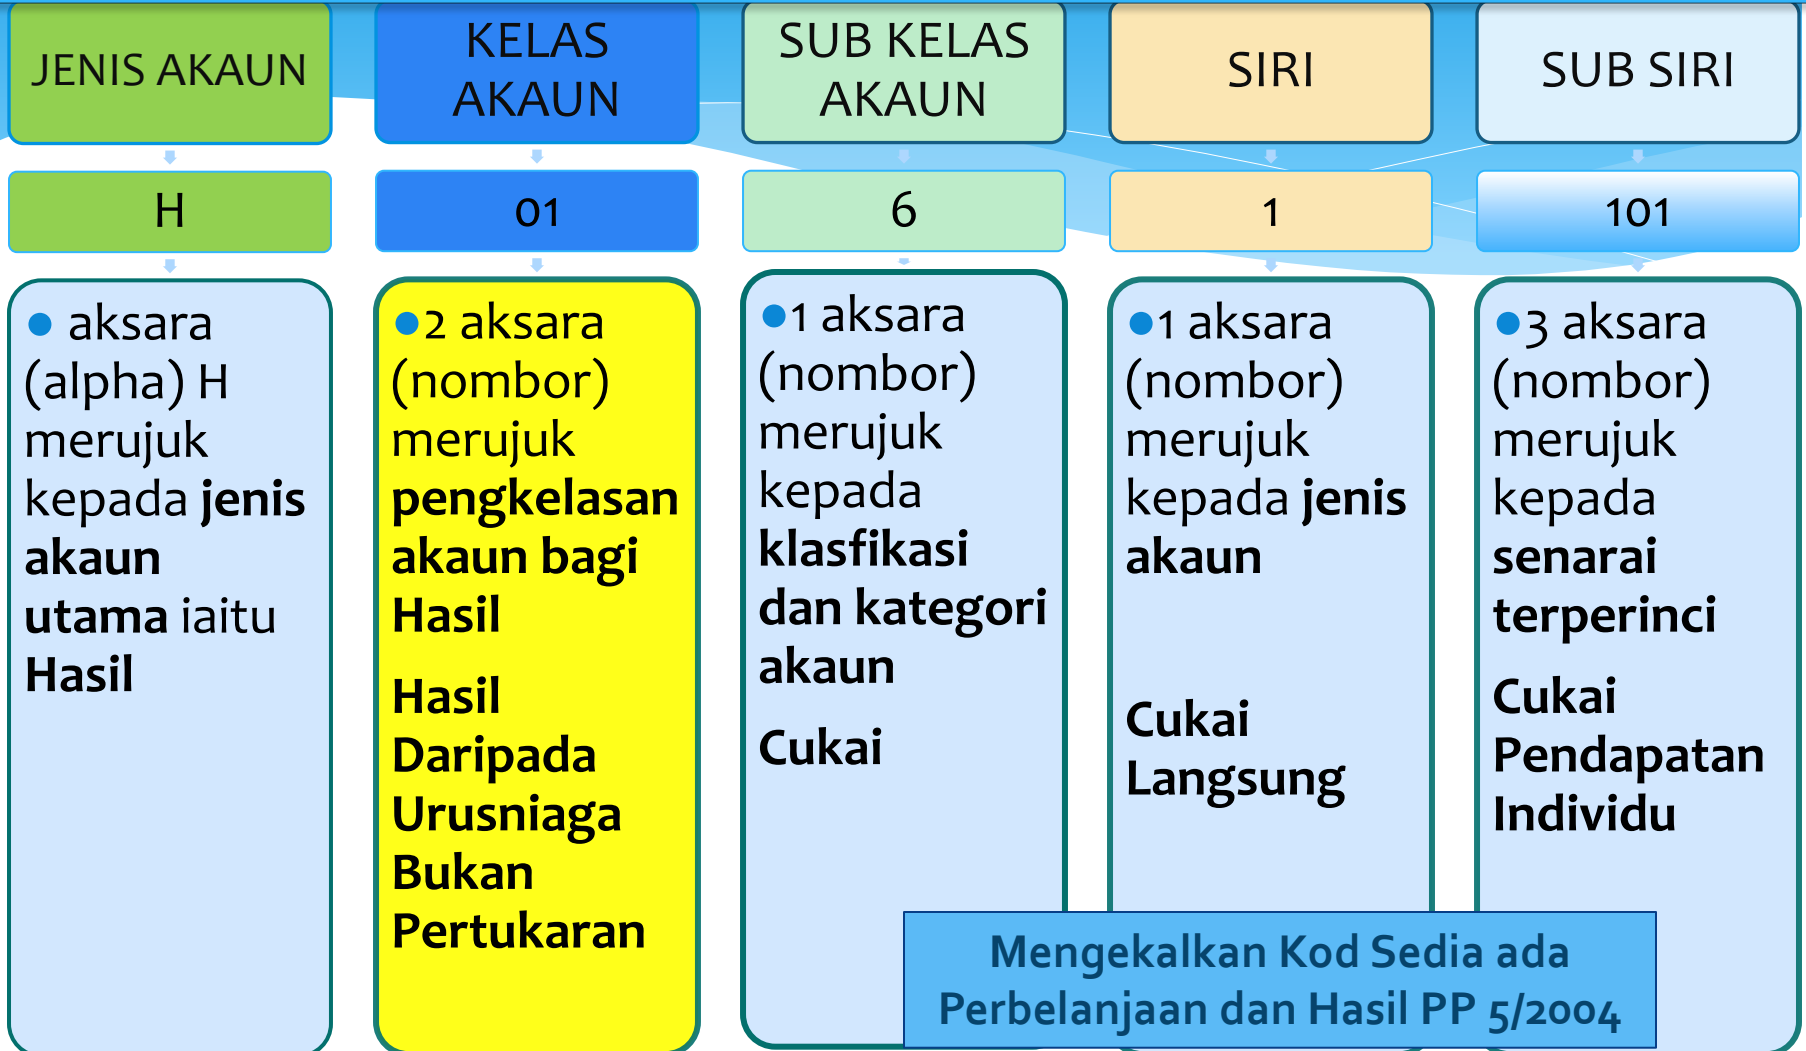 JENIS AKAUN
KELAS
AKAUN
SUB KELAS
AKAUN
SIRI
SUB SIRI
H
01
6
1
101
● aksara
(alpha) H
merujuk
kepada jenis
akaun
utama iaitu
Hasil
●2 aksara
(nombor)
merujuk
pengkelasan
akaun bagi
Hasil
Hasil
Daripada
Urusniaga
Bukan
Pertukaran
●1 aksara
(nombor)
merujuk
kepada
klasfikasi
dan kategori
akaun
Cukai
●1 aksara
(nombor)
merujuk
kepada jenis
akaun
Cukai
Langsung
●3 aksara
(nombor)
merujuk
kepada
senarai
terperinci
Cukai
Pendapatan
Individu
Mengekalkan Kod Sedia ada
Perbelanjaan dan Hasil PP 5/2004